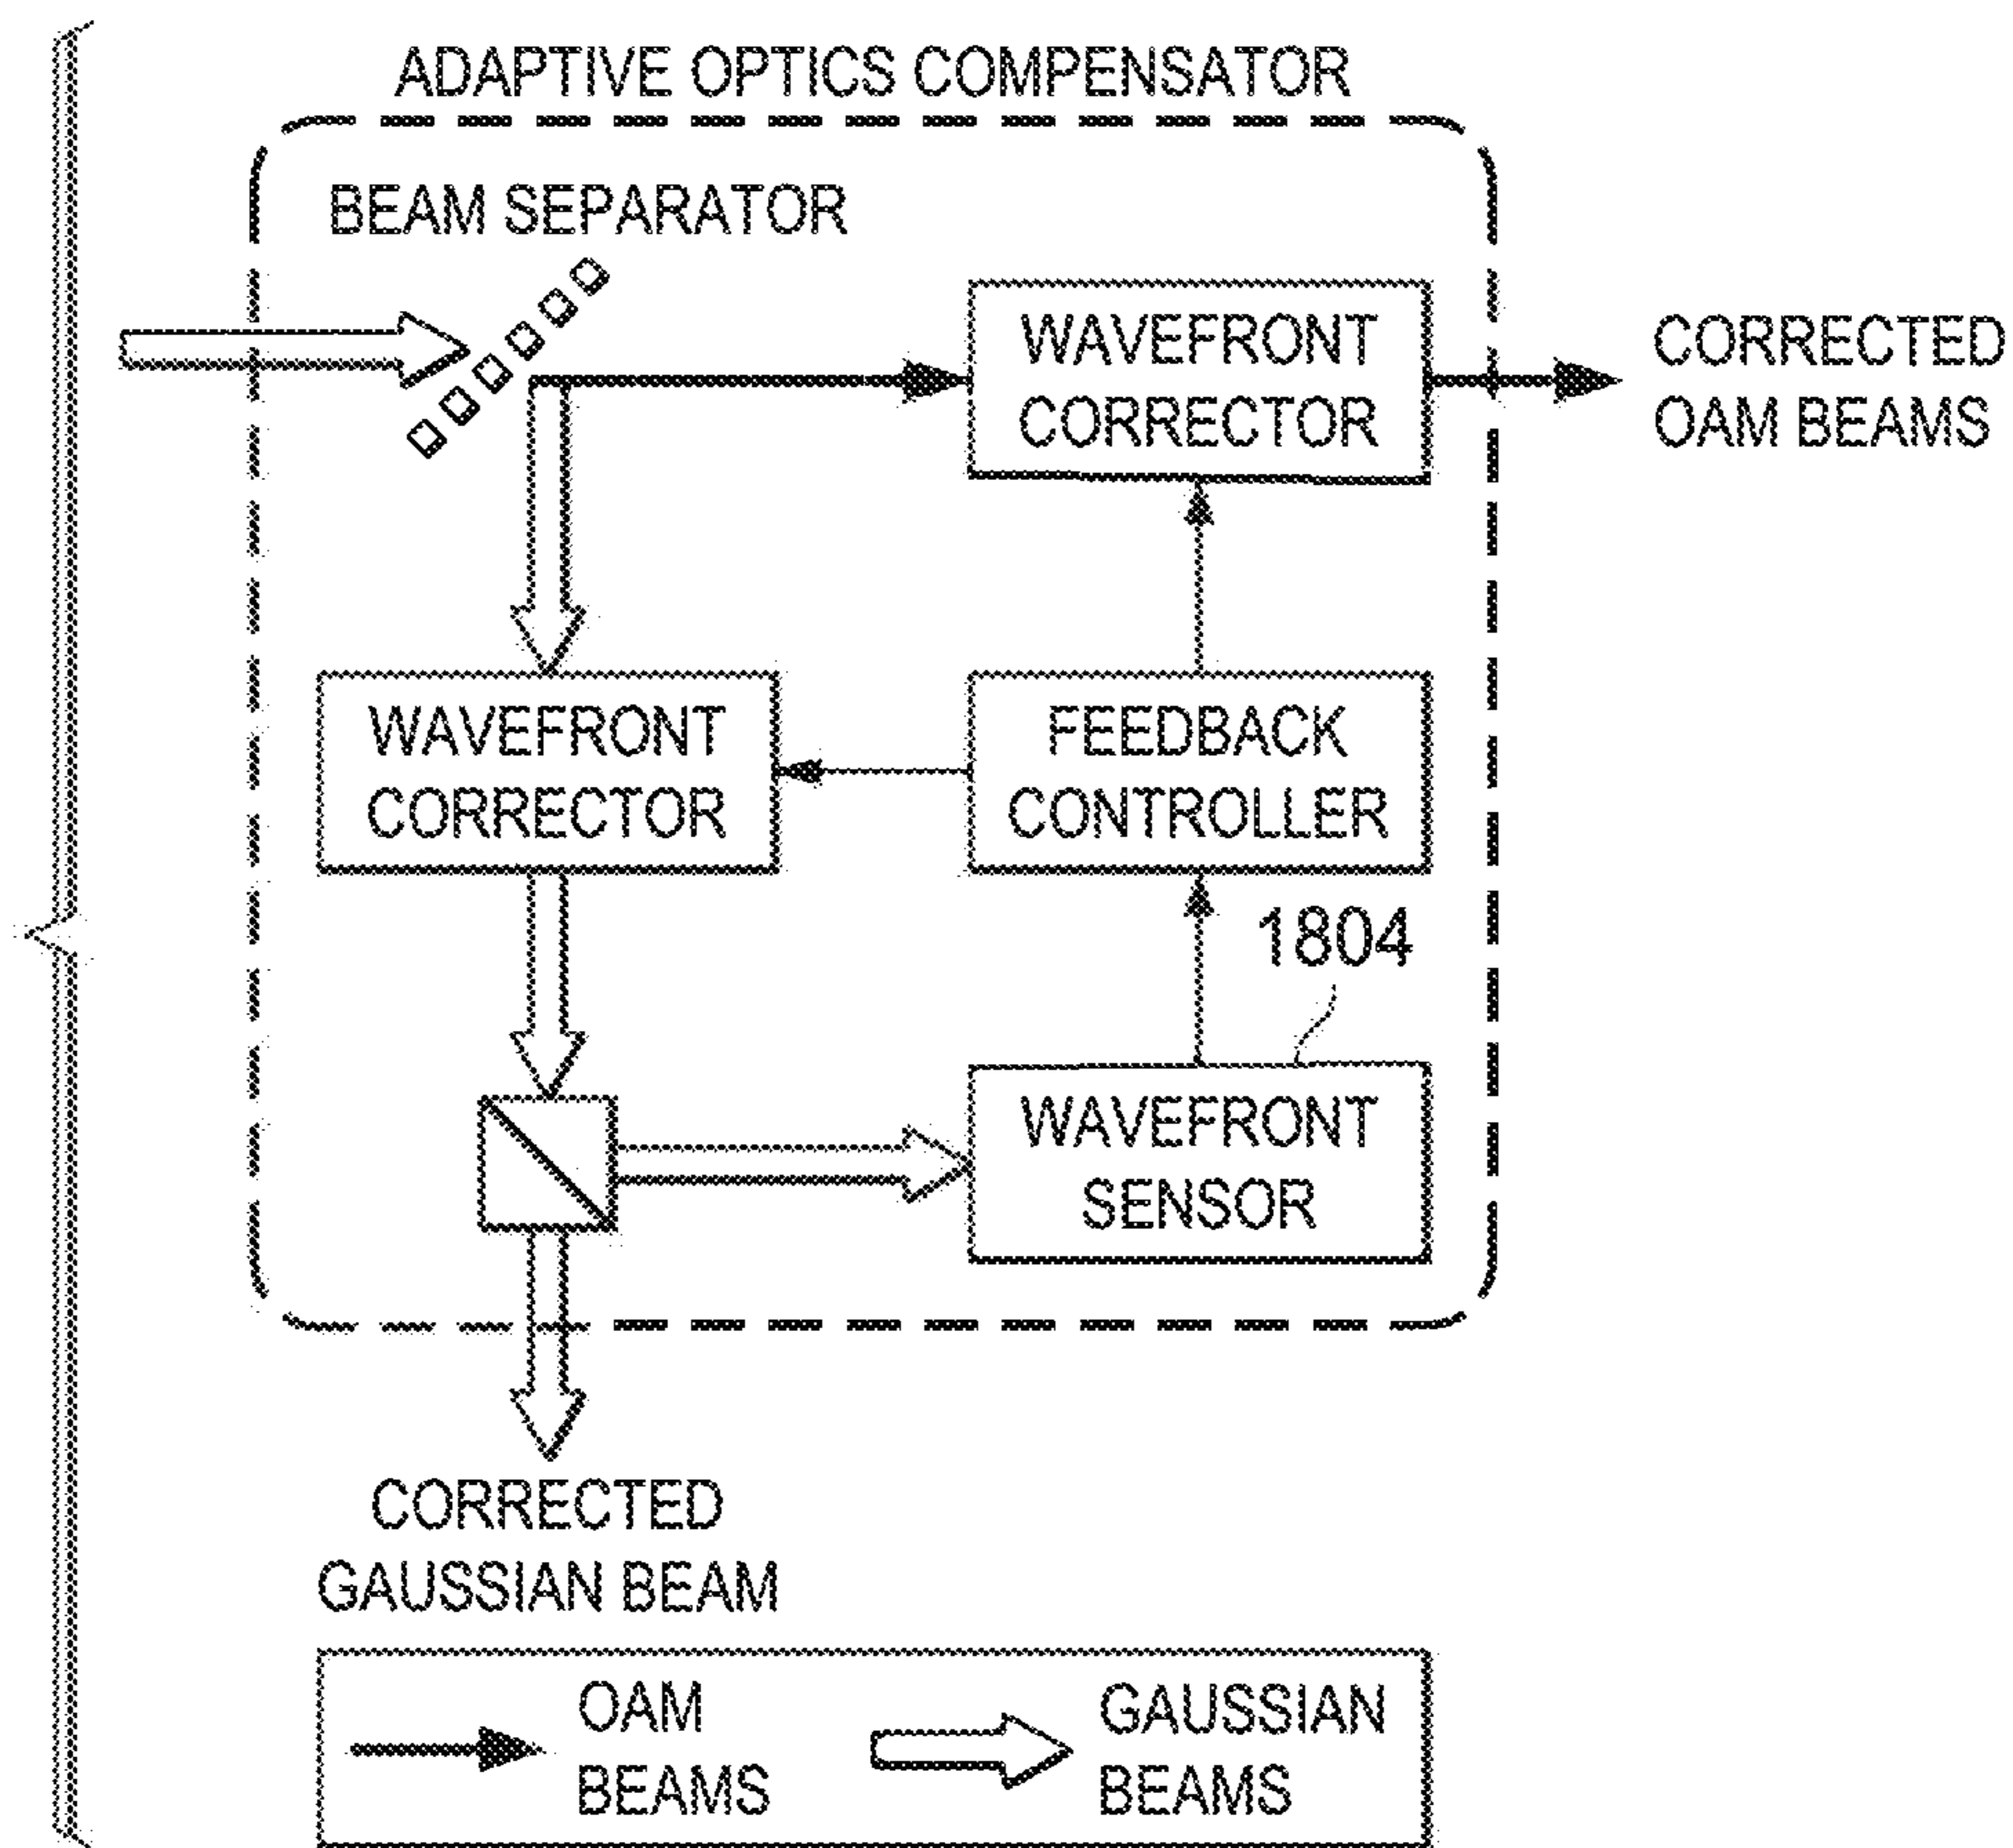 ADAPTIVE OPTICS COMPENSATOR
BEAM SEPARATOR
WAVEFRONT
CORRECTOR
CORRECTED
OAM BEAMS
WAVEFRONT
CORRECTOR
FEEDBACK
CONTROLLER
1804
WAVEFRONT
SENSOR
CORRECTED
GAUSSIAN BEAM
OAM
BEAMS
GAUSSIAN
BEAMS